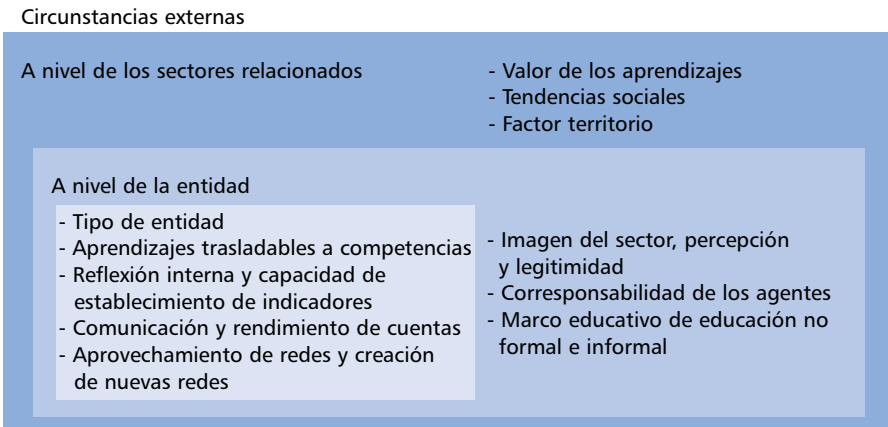 Circunstancias externas
A nivel de los sectores relacionados
- Valor de los aprendizajes
- Tendencias sociales
- Factor territorio
A nivel de la entidad
- Tipo de entidad
- Aprendizajes trasladables a competencias
- Reflexión interna y capacidad de
establecimiento de indicadores
- Comunicación y rendimiento de cuentas
- Aprovechamiento de redes y creación
de nuevas redes
- Imagen del sector, percepción
y legitimidad
- Corresponsabilidad de los agentes
- Marco educativo de educación no
formal e informal